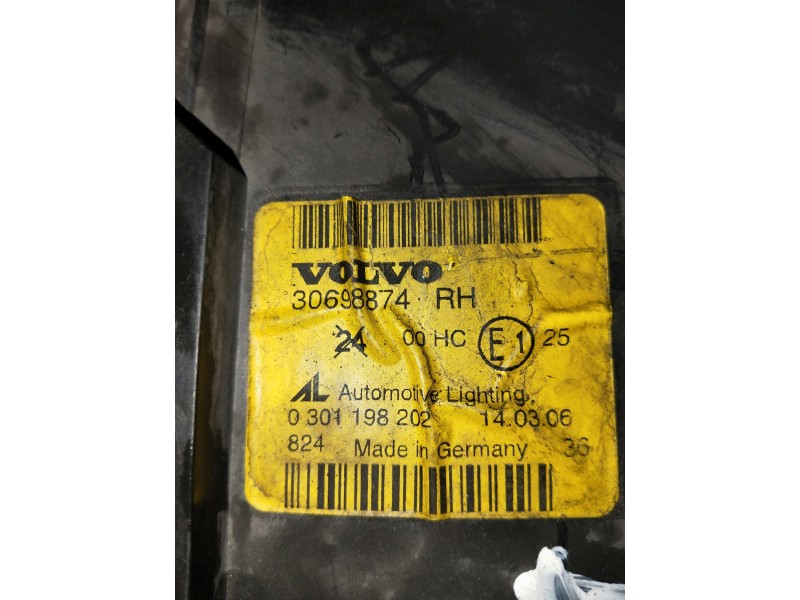 VOLVO
30698874 RH
24 00 HC E1 25
AL Automotive Lighting
0 301 198 202 14.03.06
824 Made in Germany 36